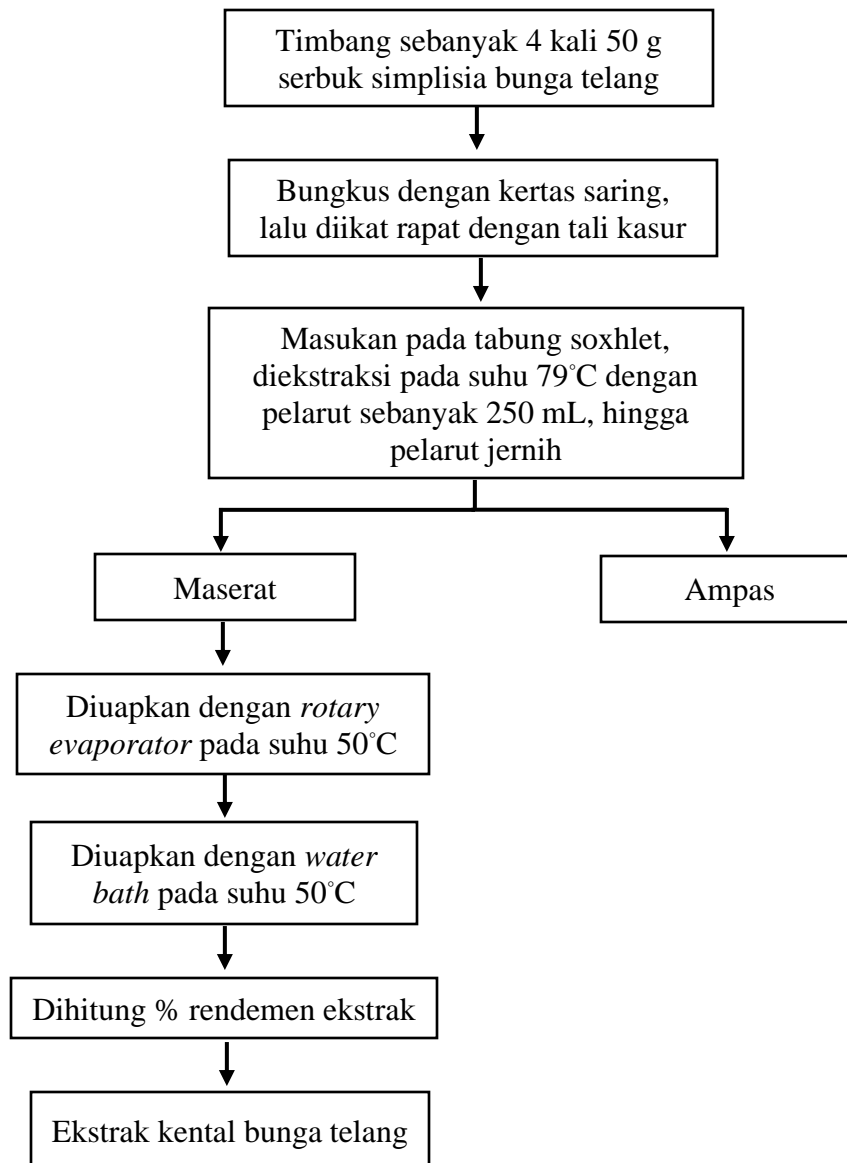 Timbang sebanyak 4 kali 50 g
serbuk simplisia bunga telang
Bungkus dengan kertas saring,
lalu diikat rapat dengan tali kasur
Masukan pada tabung soxhlet,
diekstraksi pada suhu 79°C dengan
pelarut sebanyak 250 mL, hingga
pelarut jernih
Maserat
Ampas
Diuapkan dengan rotary
evaporator pada suhu 50°C
Diuapkan dengan water
bath pada suhu 50°C
Dihitung % rendemen ekstrak
Ekstrak kental bunga telang